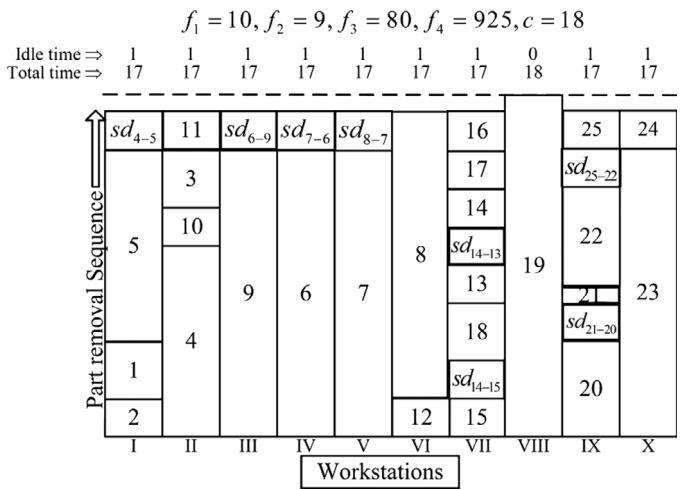 f₁ = 10, f₂ = 9, f₃ = 80, f₄ = 925, c = 18
Idle time ⇒ 1 1 1 1 1 1 1 0 1 1
Total time ⇒ 17 17 17 17 17 17 17 18 17 17
sd₄₋₅ 11 sd₆₋₉ sd₇₋₆ sd₈₋₇ 16 25 24
3 17 sd₂₅₋₂₂
10 14
5 8 sd₁₄₋₁₃ 19 22
9 6 7 13 21 23
4 18 sd₂₁₋₂₀
1 sd₁₄₋₁₅ 20
2 12 15
I II III IV V VI VII VIII IX X
Workstations
Part removal Sequence